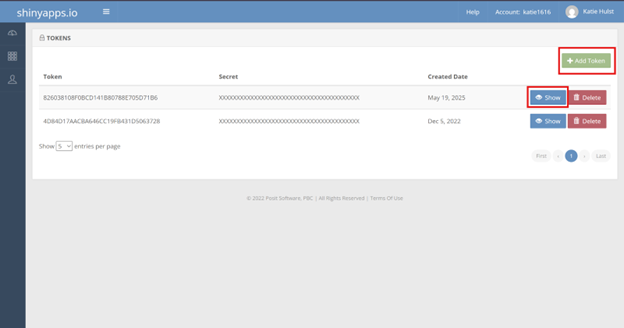 shinyapps.io
Help Account: katie1616 Katie Hulst
TOKENS
+ Add Token
Token Secret Created Date
826038108F0BCD141B80788E705D71B6 XXXXXXXXXXXXXXXXXXXXXXXXXXXXXXXXXXXXXXXX May 19, 2025 Show Delete
4D84D17AACBA646CC19FB431D5063728 XXXXXXXXXXXXXXXXXXXXXXXXXXXXXXXXXXXXXXXX Dec 5, 2022 Show Delete
Show 5 entries per page
First ‹ 1 › Last
© 2022 Posit Software, PBC | All Rights Reserved | Terms Of Use